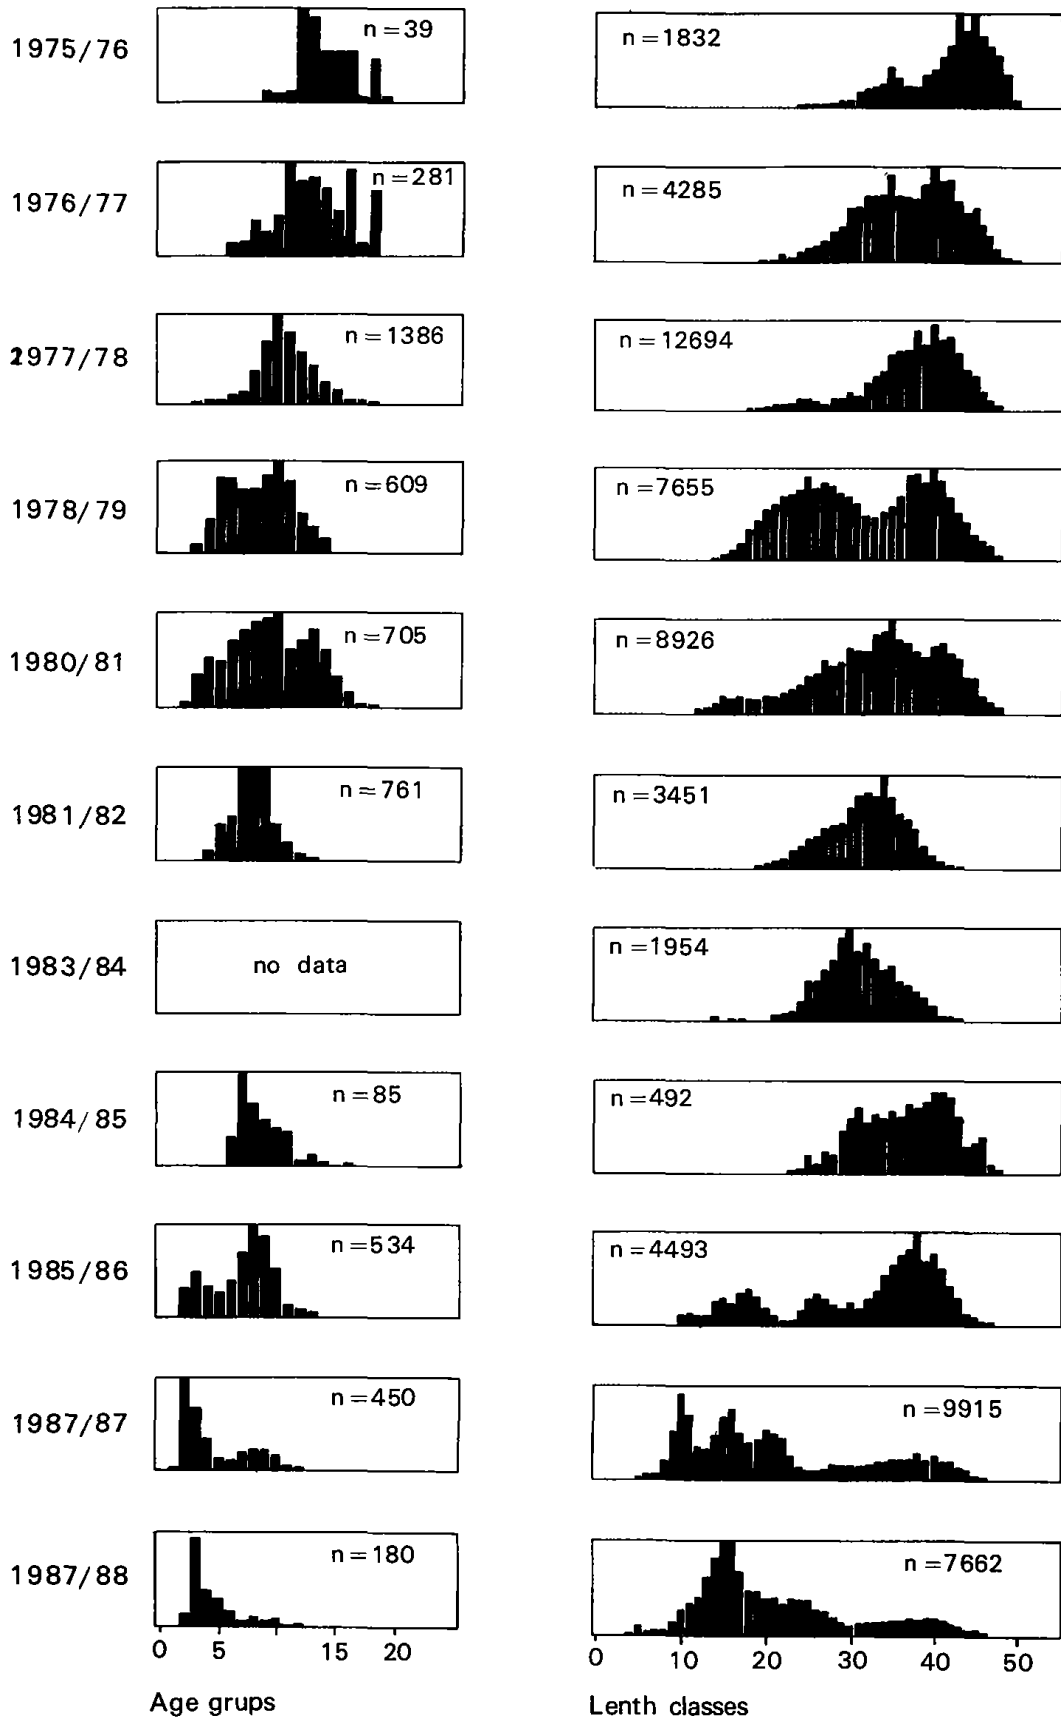 1975/76 n=39 n=1832
1976/77 n=281 n=4285
1977/78 n=1386 n=12694
1978/79 n=609 n=7655
1980/81 n=705 n=8926
1981/82 n=761 n=3451
1983/84 no data n=1954
1984/85 n=85 n=492
1985/86 n=534 n=4493
1987/87 n=450 n=9915
1987/88 n=180 n=7662
0 5 15 20 0 10 20 30 40 50
Age grups Lenth classes